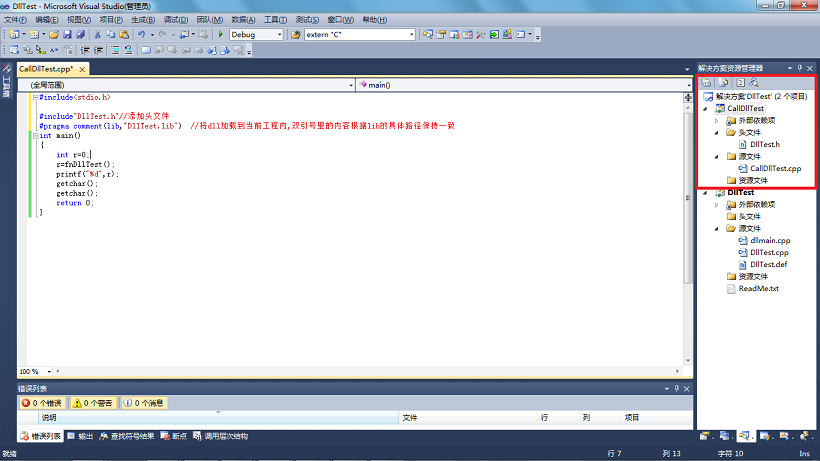 DllTest - Microsoft Visual Studio(管理员)
文件(F) 编辑(E) 视图(V) 项目(P) 生成(B) 调试(D) 团队(M) 数据(A) 工具(T) 测试(S) 窗口(W) 帮助(H)
Debug extern "C"
CallDllTest.cpp*
(全局范围) main()
#include<stdio.h>
#include"DllTest.h"//添加头文件
#pragma comment(lib,"DllTest.lib") //将dll加载到当前工程内,双引号里的内容根据lib的具体路径保持一致
int main()
{
int r=0;
r=fnDllTest();
printf("%d",r);
getchar();
getchar();
return 0;
}
100 %
工具箱
解决方案资源管理器
解决方案'DllTest' (2 个项目)
CallDllTest
外部依赖项
头文件
DllTest.h
源文件
CallDllTest.cpp
资源文件
DllTest
外部依赖项
头文件
源文件
dllmain.cpp
DllTest.cpp
DllTest.def
资源文件
ReadMe.txt
错误列表
0 个错误 0 个警告 0 个消息
说明 文件 行 列 项目
错误列表 输出 查找符号结果 断点 调用层次结构
就绪 行 7 列 13 字符 10 Ins